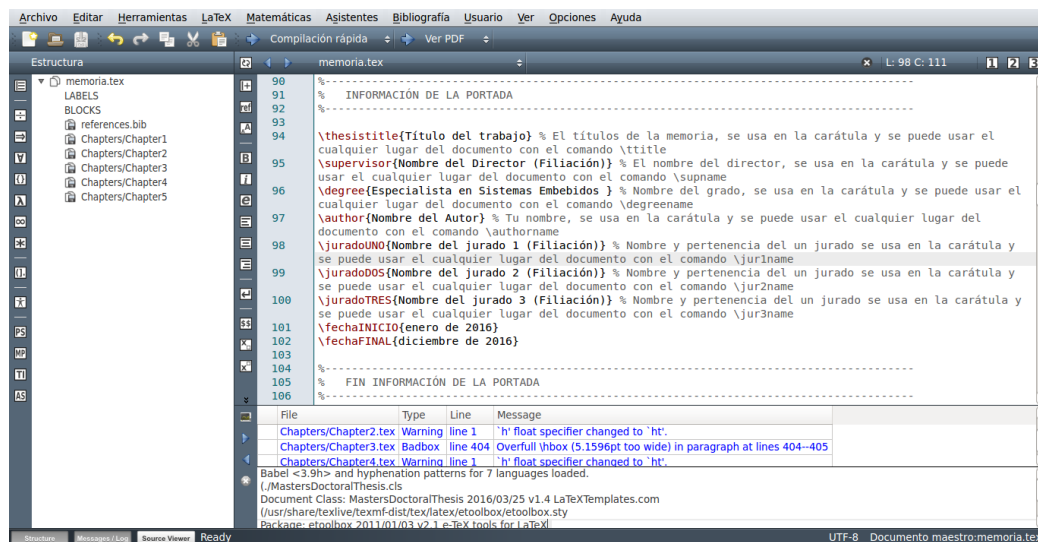 Archivo Editar Herramientas LaTeX Matemáticas Asistentes Bibliografía Usuario Ver Opciones Ayuda
Compilación rápida Ver PDF
Estructura memoria.tex L: 98 C: 111 1 2 3
memoria.tex
LABELS
BLOCKS
references.bib
Chapters/Chapter1
Chapters/Chapter2
Chapters/Chapter3
Chapters/Chapter4
Chapters/Chapter5
90 %----------------------------------------------------------------------------------------
91 % INFORMACIÓN DE LA PORTADA
92 %----------------------------------------------------------------------------------------
93
94 \thesistitle{Título del trabajo} % El títulos de la memoria, se usa en la carátula y se puede usar el
cualquier lugar del documento con el comando \ttitle
95 \supervisor{Nombre del Director (Filiación)} % El nombre del director, se usa en la carátula y se puede
usar el cualquier lugar del documento con el comando \supname
96 \degree{Especialista en Sistemas Embebidos } % Nombre del grado, se usa en la carátula y se puede usar el
cualquier lugar del documento con el comando \degreename
97 \author{Nombre del Autor} % Tu nombre, se usa en la carátula y se puede usar el cualquier lugar del
documento con el comando \authorname
98 \juradoUNO{Nombre del jurado 1 (Filiación)} % Nombre y pertenencia del un jurado se usa en la carátula y
se puede usar el cualquier lugar del documento con el comando \jur1name
99 \juradoDOS{Nombre del jurado 2 (Filiación)} % Nombre y pertenencia del un jurado se usa en la carátula y
se puede usar el cualquier lugar del documento con el comando \jur2name
100 \juradoTRES{Nombre del jurado 3 (Filiación)} % Nombre y pertenencia del un jurado se usa en la carátula y
se puede usar el cualquier lugar del documento con el comando \jur3name
101 \fechaINICIO{enero de 2016}
102 \fechaFINAL{diciembre de 2016}
103
104 %----------------------------------------------------------------------------------------
105 % FIN INFORMACIÓN DE LA PORTADA
106 %----------------------------------------------------------------------------------------
File Type Line Message
Chapters/Chapter2.tex Warning line 1 `h' float specifier changed to `ht'.
Chapters/Chapter3.tex Badbox line 404 Overfull \hbox (5.1596pt too wide) in paragraph at lines 404--405
Chapters/Chapter4.tex Warning line 1 `h' float specifier changed to `ht'.
Babel <3.9h> and hyphenation patterns for 7 languages loaded.
(./MastersDoctoralThesis.cls
Document Class: MastersDoctoralThesis 2016/03/25 v1.4 LaTeXTemplates.com
(/usr/share/texlive/texmf-dist/tex/latex/etoolbox/etoolbox.sty
Package: etoolbox 2011/01/03 v2.1 e-TeX tools for LaTeX
Structure Messages / Log Source Viewer Ready UTF-8 Documento maestro:memoria.tex